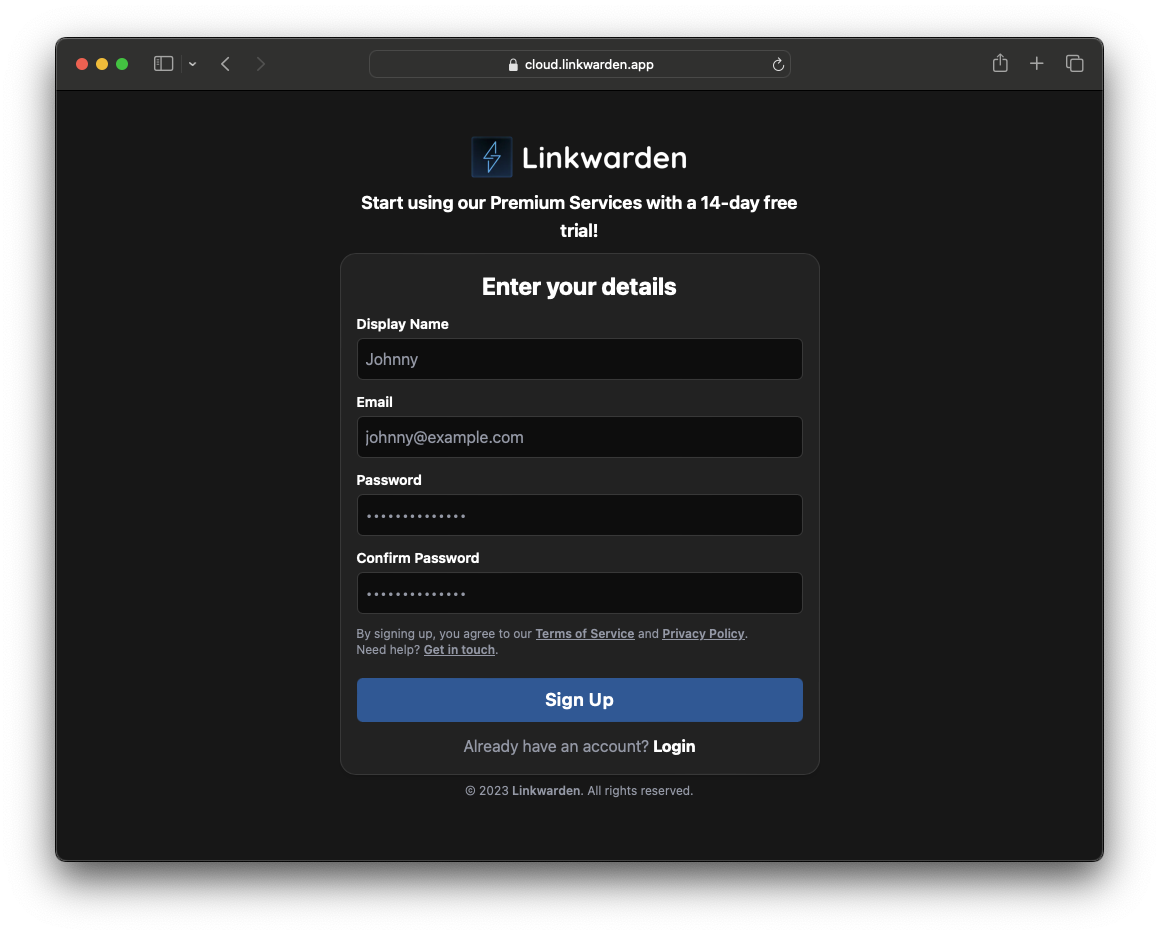 cloud.linkwarden.app
Linkwarden
Start using our Premium Services with a 14-day free
trial!
Enter your details
Display Name
Johnny
Email
johnny@example.com
Password
••••••••••••••
Confirm Password
••••••••••••••
By signing up, you agree to our Terms of Service and Privacy Policy.
Need help? Get in touch.
Sign Up
Already have an account? Login
© 2023 Linkwarden. All rights reserved.